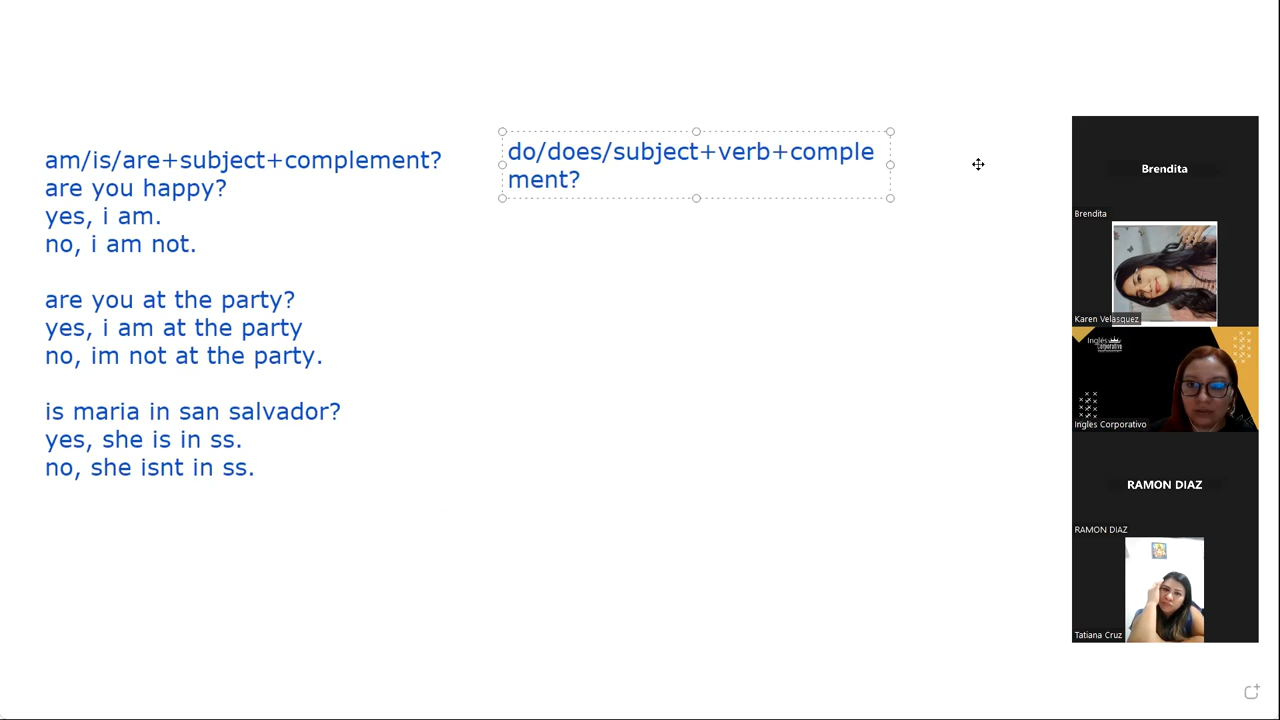 am/is/are+subject+complement?
are you happy?
yes, i am.
no, i am not.
are you at the party?
yes, i am at the party
no, im not at the party.
is maria in san salvador?
yes, she is in ss.
no, she isnt in ss.
do/does/subject+verb+comple
ment?
Brendita
Brendita
Karen Velasquez
Inglés
Corporativo
Ingles Corporativo
RAMON DIAZ
RAMON DIAZ
Tatiana Cruz